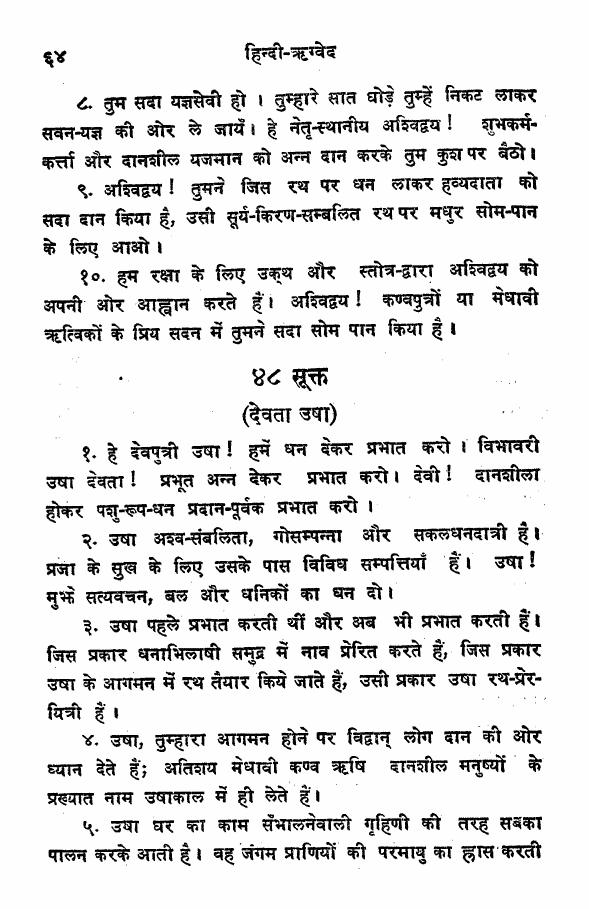 ६४
हिन्दी-ऋग्वेद
८. तुम सदा यज्ञसेवी हो । तुम्हारे सात घोड़े तुम्हें निकट लाकर
सवन-यज्ञ की ओर ले जायँ। हे नेतृ-स्थानीय अश्विद्वय! शुभकर्म-
कर्त्ता और दानशील यजमान को अन्न दान करके तुम कुश पर बैठो।
९. अश्विद्वय! तुमने जिस रथ पर धन लाकर हव्यदाता को
सदा दान किया है, उसी सूर्य-किरण-सम्बलित रथ पर मधुर सोम-पान
के लिए आओ।
१०. हम रक्षा के लिए उक्थ और स्तोत्र-द्वारा अश्विद्वय को
अपनी ओर आह्वान करते हैं। अश्विद्वय! कण्वपुत्रों या मेधावी
ऋत्विकों के प्रिय सदन में तुमने सदा सोम पान किया है।
४८ सूक्त
(देवता उषा)
१. हे देवपुत्री उषा! हमें धन देकर प्रभात करो । विभावरी
उषा देवता! प्रभूत अन्न देकर प्रभात करो। देवी! दानशीला
होकर पशु-रूप-धन प्रदान-पूर्वक प्रभात करो ।
२. उषा अश्व-संबलिता, गोसम्पन्ना और सकलधनदात्री है।
प्रजा के सुख के लिए उसके पास विविध सम्पत्तियाँ हैं। उषा!
मुझे सत्यवचन, बल और धनिकों का धन दो।
३. उषा पहले प्रभात करती थीं और अब भी प्रभात करती हैं।
जिस प्रकार धनाभिलाषी समुद्र में नाव प्रेरित करते हैं, जिस प्रकार
उषा के आगमन में रथ तैयार किये जाते हैं, उसी प्रकार उषा रथ-प्रेर-
यित्री हैं ।
४. उषा, तुम्हारा आगमन होने पर विद्वान् लोग दान की ओर
ध्यान देते हैं; अतिशय मेधावी कण्व ऋषि दानशील मनुष्यों के
प्रख्यात नाम उषाकाल में ही लेते हैं।
५. उषा घर का काम सँभालनेवाली गृहिणी की तरह सबका
पालन करके आती है। वह जंगम प्राणियों की परमायु का ह्रास करती